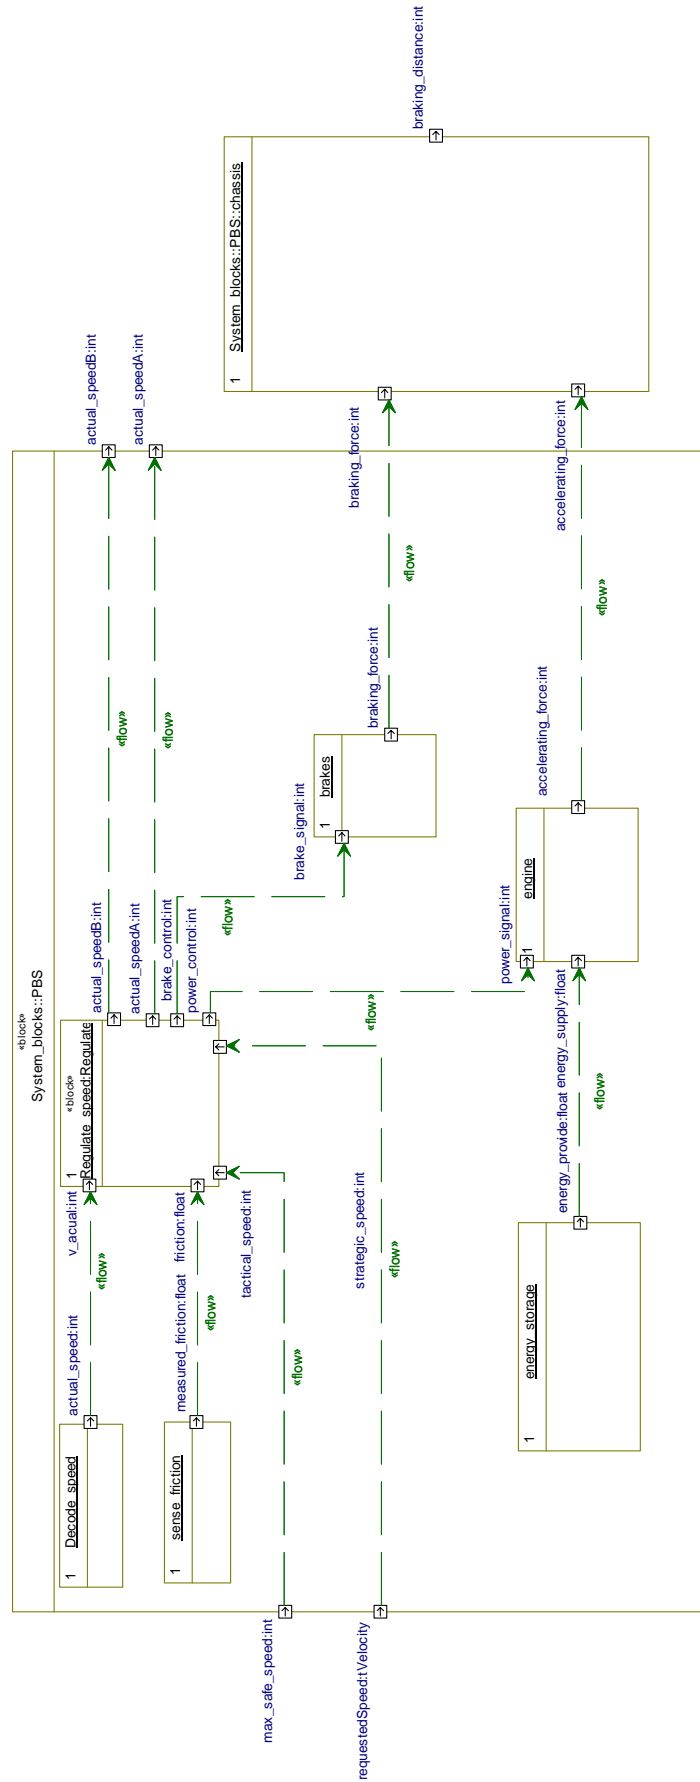 «block»
System_blocks::PBS
1
Decode_speed
actual_speed:int
v_acual:int
«flow»
1
sense_friction
measured_friction:float
friction:float
«flow»
1
«block»
Regulate_speed:Regulate
actual_speedB:int
actual_speedA:int
brake_control:int
power_control:int
«flow»
actual_speedB:int
«flow»
actual_speedA:int
tactical_speed:int
«flow»
max_safe_speed:int
strategic_speed:int
«flow»
requestedSpeed:tVelocity
«flow»
brake_signal:int
1
brakes
braking_force:int
«flow»
braking_force:int
«flow»
power_signal:int
1
engine
accelerating_force:int
«flow»
accelerating_force:int
1
energy_storage
energy_provide:float
energy_supply:float
«flow»
1
System_blocks::PBS::chassis
braking_distance:int